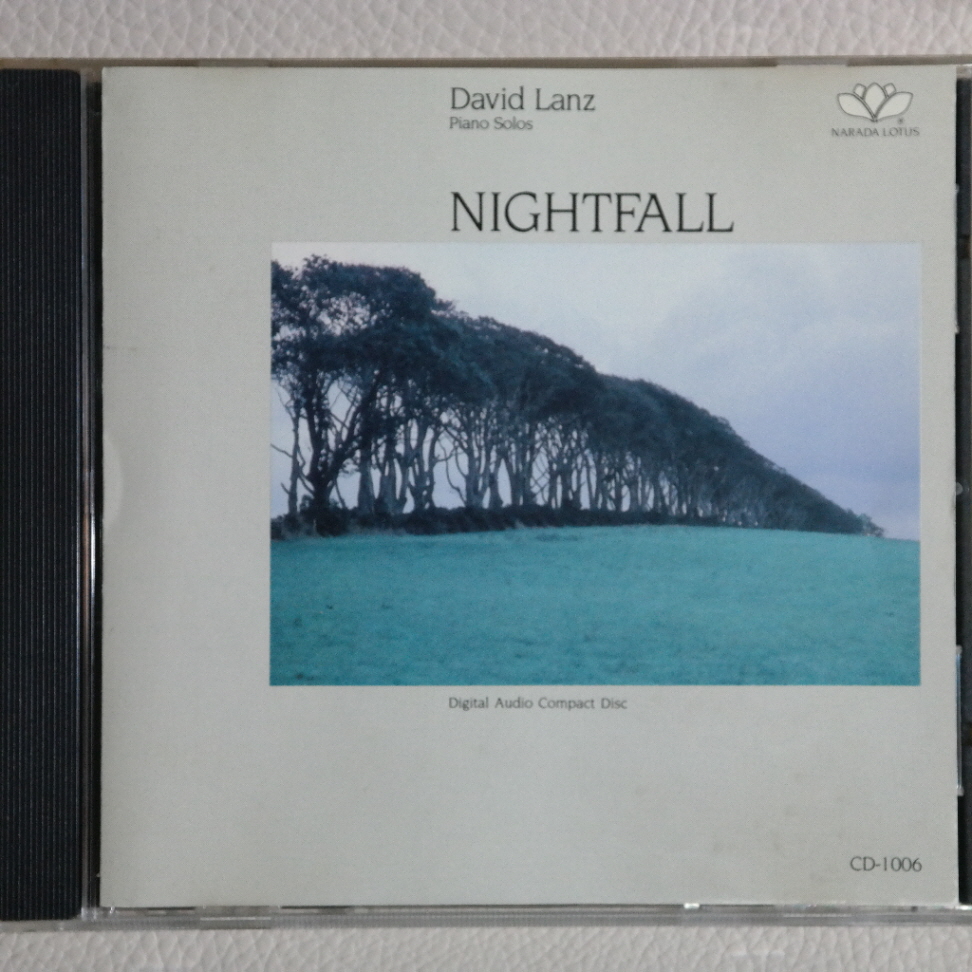 David Lanz
Piano Solos
NARADA LOTUS
NIGHTFALL
Digital Audio Compact Disc
CD-1006